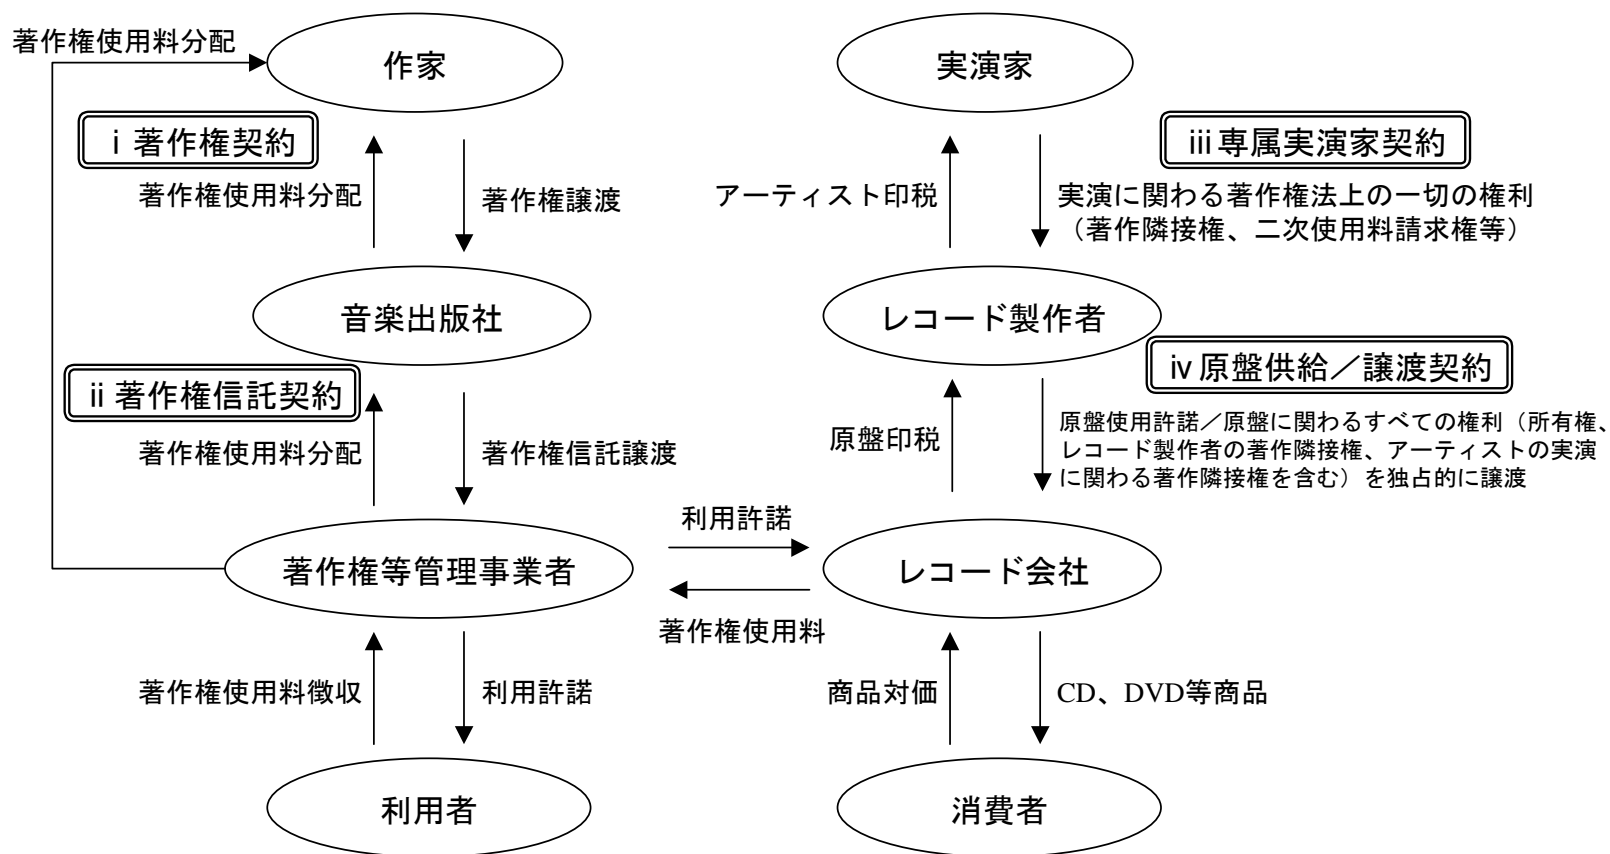 著作権使用料分配
作家
実演家
ⅰ 著作権契約
ⅲ 専属実演家契約
著作権使用料分配
著作権譲渡
アーティスト印税
実演に関わる著作権法上の一切の権利
（著作隣接権、二次使用料請求権等）
音楽出版社
レコード製作者
ⅱ 著作権信託契約
ⅳ 原盤供給／譲渡契約
著作権使用料分配
著作権信託譲渡
原盤印税
原盤使用許諾／原盤に関わるすべての権利（所有権、
レコード製作者の著作隣接権、アーティストの実演
に関わる著作隣接権を含む）を独占的に譲渡
利用許諾
著作権等管理事業者
レコード会社
著作権使用料
著作権使用料徴収
利用許諾
商品対価
CD、DVD等商品
利用者
消費者